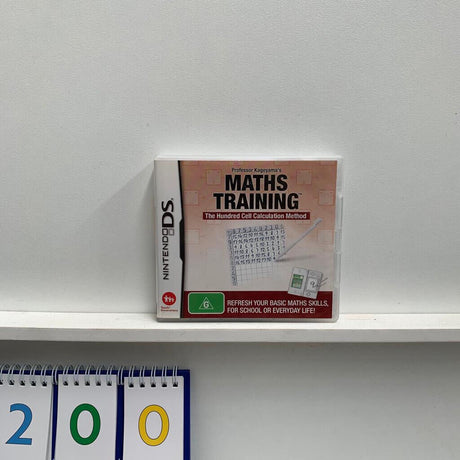 Professor Kageyama's
MATHS
TRAINING™
The Hundred Cell Calculation Method
NINTENDO DS
G
REFRESH YOUR BASIC MATHS SKILLS,
FOR SCHOOL OR EVERYDAY LIFE!
2 0 0